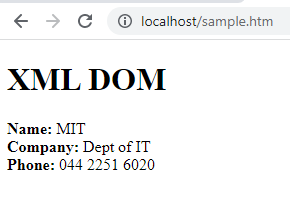 localhost/sample.htm
XML DOM
Name: MIT
Company: Dept of IT
Phone: 044 2251 6020